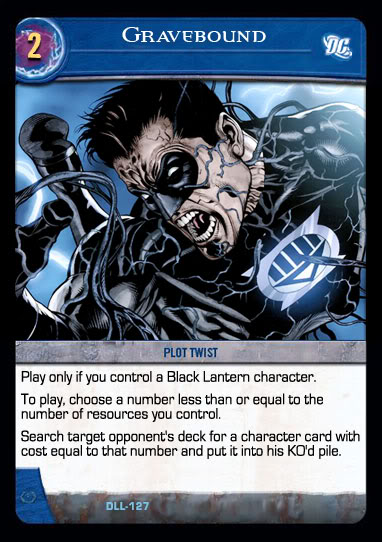 2
GRAVEBOUND
DC
PLOT TWIST
Play only if you control a Black Lantern character.
To play, choose a number less than or equal to the
number of resources you control.
Search target opponent's deck for a character card with
cost equal to that number and put it into his KO'd pile.
DLL-127